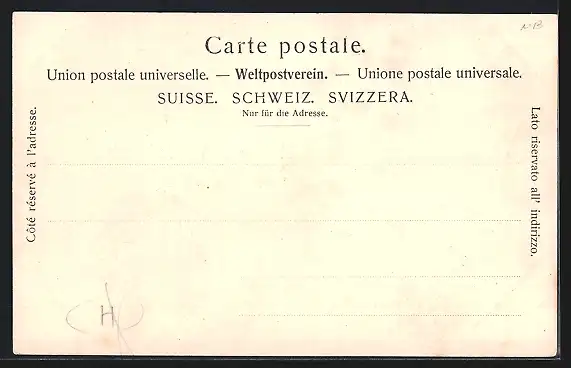 Carte postale.
Union postale universelle. — Weltpostverein. — Unione postale universale.
SUISSE. SCHWEIZ. SVIZZERA.
Nur für die Adresse.
Côté réservé à l'adresse.
Lato riservato all' indirizzo.
H